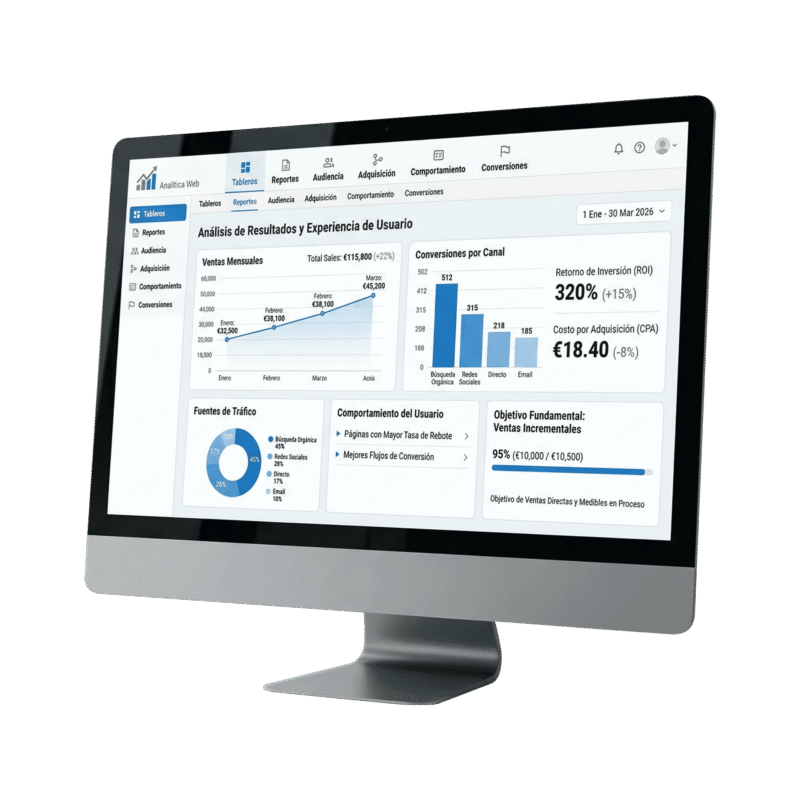 Analítica Web
Tableros
Reportes
Audiencia
Adquisición
Comportamiento
Conversiones
Tableros
Reportes
Audiencia
Adquisición
Comportamiento
Conversiones
Tableros
Reportes
Audiencia
Adquisición
Comportamiento
Conversiones
Análisis de Resultados y Experiencia de Usuario
1 Ene - 30 Mar 2026
Ventas Mensuales
Total Sales: €115,800 (+22%)
66,000
50,000
40,000
30,000
20,000
18,500
0
Enero:
€32,500
Febrero:
€38,100
Febrero:
€38,100
Marzo:
€45,200
Enero
Febrero
Marzo
Acrio
Conversiones por Canal
502
412
315
208
188
0
512
315
218
185
Búsqueda
Orgánica
Redes
Sociales
Directo
Email
Retorno de Inversión (ROI)
320% (+15%)
Costo por Adquisición (CPA)
€18.40 (-8%)
Fuentes de Tráfico
10%
17%
45%
28%
Búsqueda Orgánica
45%
Redes Sociales
28%
Directo
17%
Email
10%
Comportamiento del Usuario
Páginas con Mayor Tasa de Rebote
Mejores Flujos de Conversión
Objetivo Fundamental:
Ventas Incrementales
95% (€10,000 / €10,500)
Objetivo de Ventas Directas y Medibles en Proceso